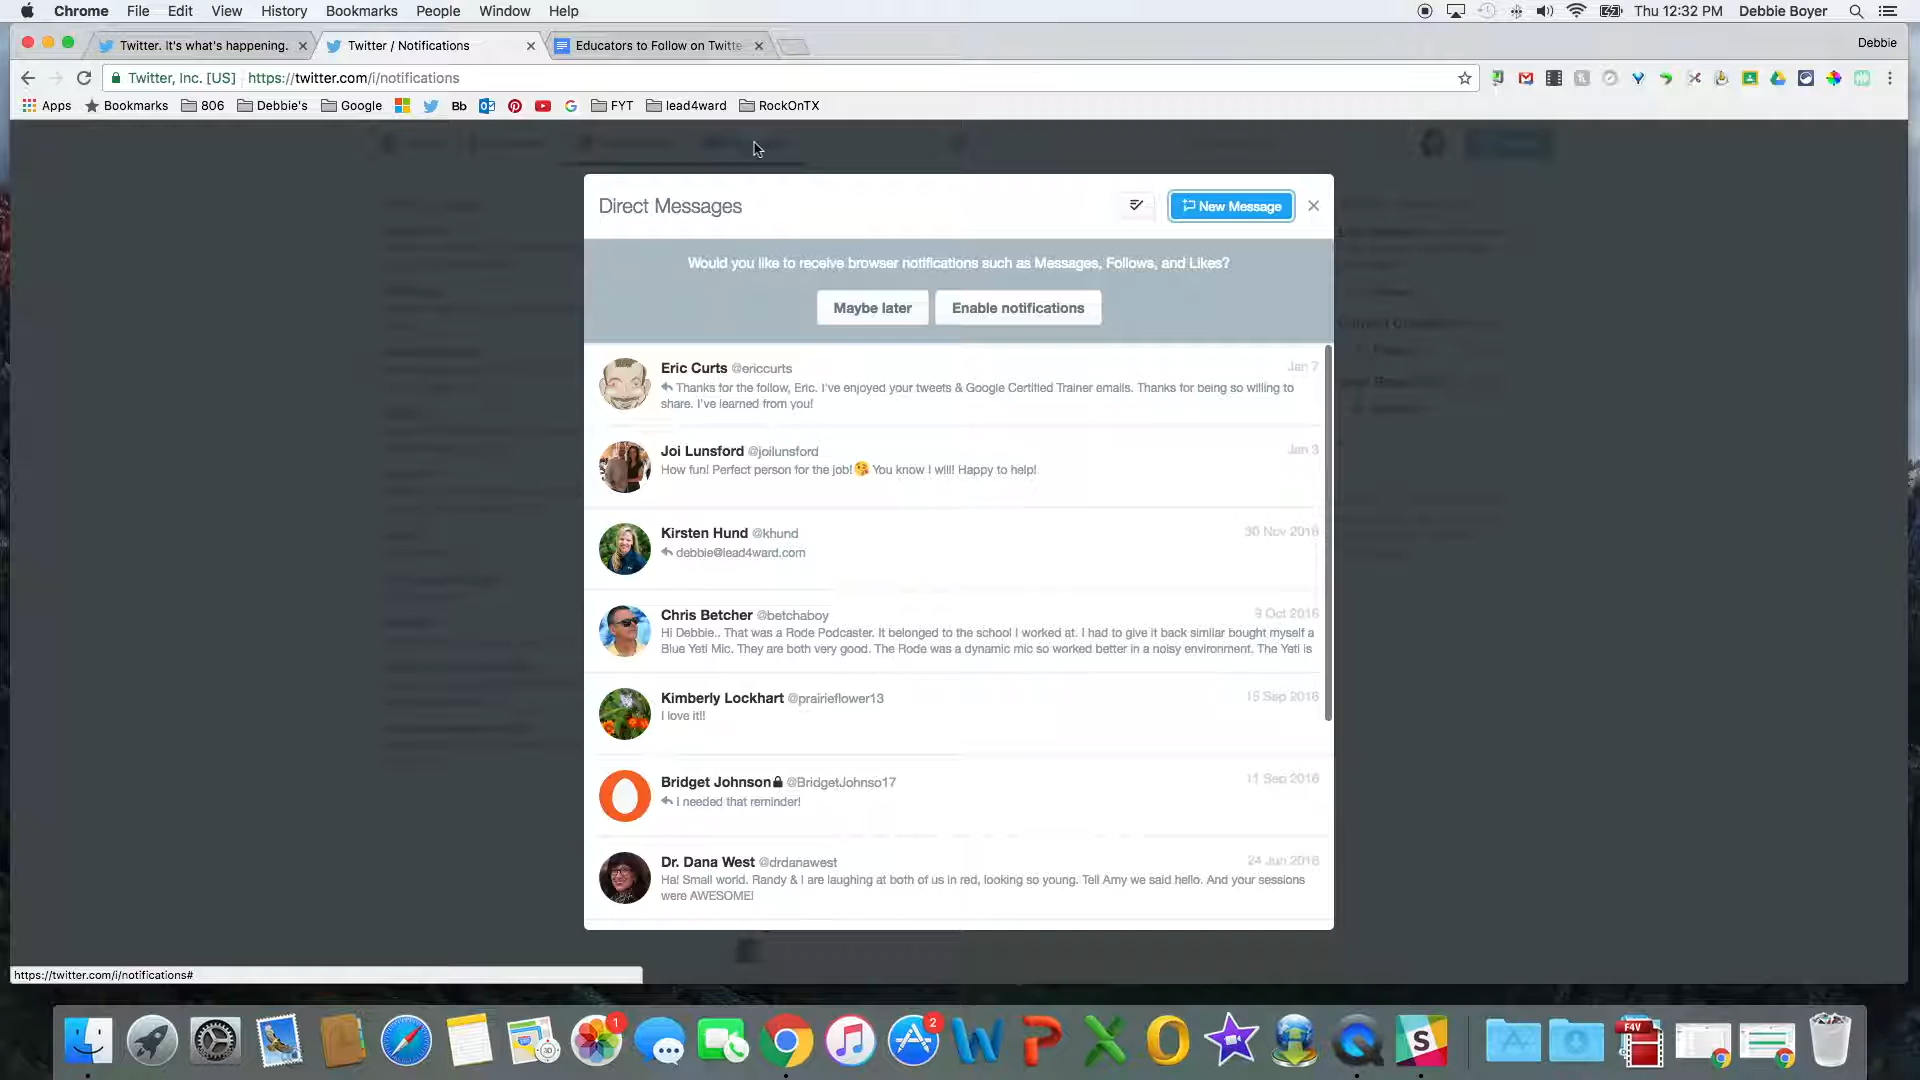 Chrome File Edit View History Bookmarks People Window Help Thu 12:32 PM Debbie Boyer
Twitter. It's what's happening. Twitter / Notifications Educators to Follow on Twitte Debbie
Twitter, Inc. [US] https://twitter.com/i/notifications
Apps Bookmarks 806 Debbie's Google Bb FYT lead4ward RockOnTX
Direct Messages New Message
Would you like to receive browser notifications such as Messages, Follows, and Likes?
Maybe later Enable notifications
Eric Curts @ericcurts Jan 7
Thanks for the follow, Eric. I've enjoyed your tweets & Google Certified Trainer emails. Thanks for being so willing to
share. I've learned from you!
Joi Lunsford @joilunsford Jan 3
How fun! Perfect person for the job!😘 You know I will! Happy to help!
Kirsten Hund @khund 30 Nov 2016
debbie@lead4ward.com
Chris Betcher @betchaboy 9 Oct 2016
Hi Debbie.. That was a Rode Podcaster. It belonged to the school I worked at. I had to give it back similar bought myself a
Blue Yeti Mic. They are both very good. The Rode was a dynamic mic so worked better in a noisy environment. The Yeti is
Kimberly Lockhart @prairieflower13 15 Sep 2016
I love it!!
Bridget Johnson @BridgetJohnso17 11 Sep 2016
I needed that reminder!
Dr. Dana West @drdanawest 24 Jun 2016
Ha! Small world. Randy & I are laughing at both of us in red, looking so young. Tell Amy we said hello. And your sessions
were AWESOME!
https://twitter.com/i/notifications#
1 2 F4V